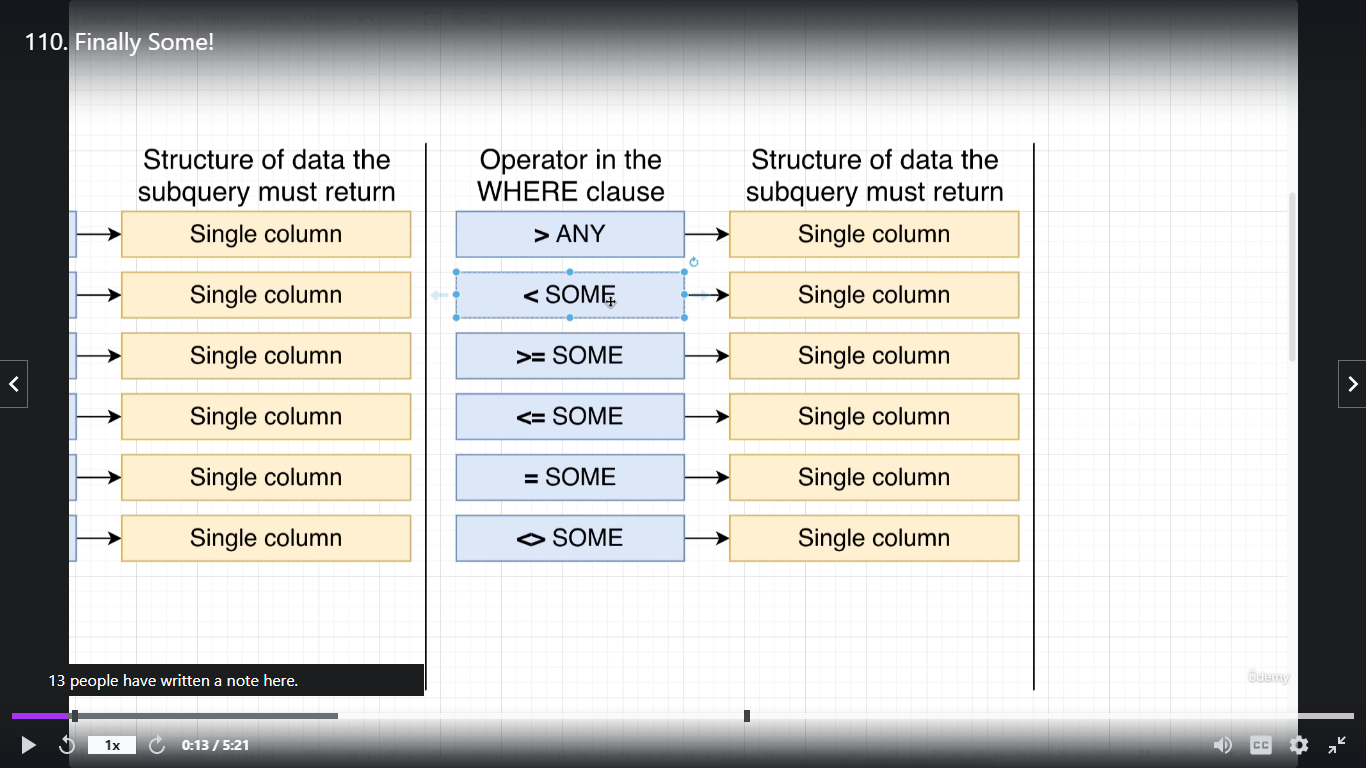 110. Finally Some!
Structure of data the
subquery must return
Operator in the
WHERE clause
Structure of data the
subquery must return
Single column
> ANY
Single column
Single column
< SOME
Single column
Single column
>= SOME
Single column
Single column
<= SOME
Single column
Single column
= SOME
Single column
Single column
<> SOME
Single column
13 people have written a note here.
ûdemy
1x
0:13 / 5:21
CC